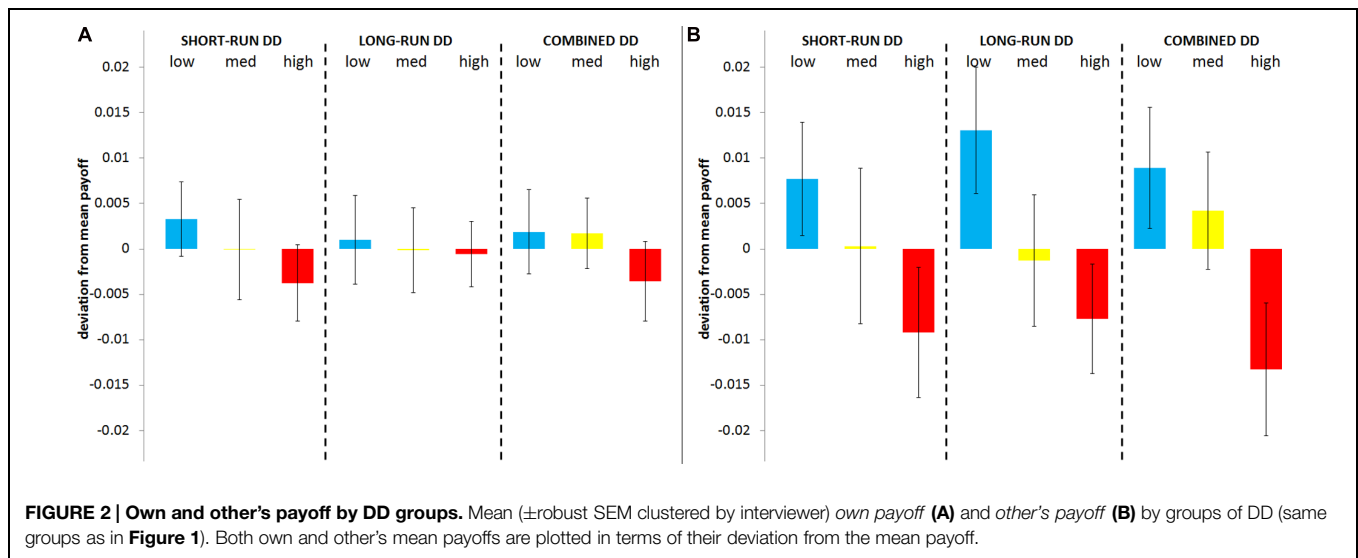 A
SHORT-RUN DD LONG-RUN DD COMBINED DD
low med high low med high low med high
0.02
0.015
0.01
0.005
0
-0.005
-0.01
-0.015
-0.02
deviation from mean payoff
B
SHORT-RUN DD LONG-RUN DD COMBINED DD
low med high low med high low med high
0.02
0.015
0.01
0.005
0
-0.005
-0.01
-0.015
-0.02
deviation from mean payoff
FIGURE 2 | Own and other's payoff by DD groups. Mean (±robust SEM clustered by interviewer) own payoff (A) and other's payoff (B) by groups of DD (same
groups as in Figure 1). Both own and other's mean payoffs are plotted in terms of their deviation from the mean payoff.